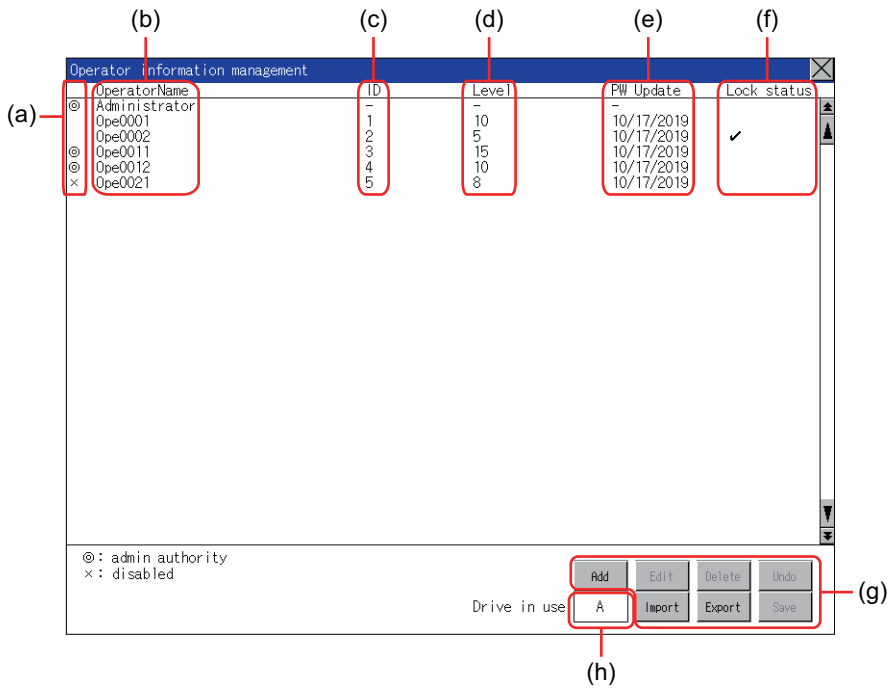 (b) (c) (d) (e) (f)
Operator information management
OperatorName ID Level PW Update Lock status
(a)
◎ Administrator - - -
Ope0001 1 10 10/17/2019
Ope0002 2 5 10/17/2019 ✓
◎ Ope0011 3 15 10/17/2019
◎ Ope0012 4 10 10/17/2019
× Ope0021 5 8 10/17/2019
◎: admin authority
×: disabled
Add Edit Delete Undo
(g)
Drive in use A Import Export Save
(h)